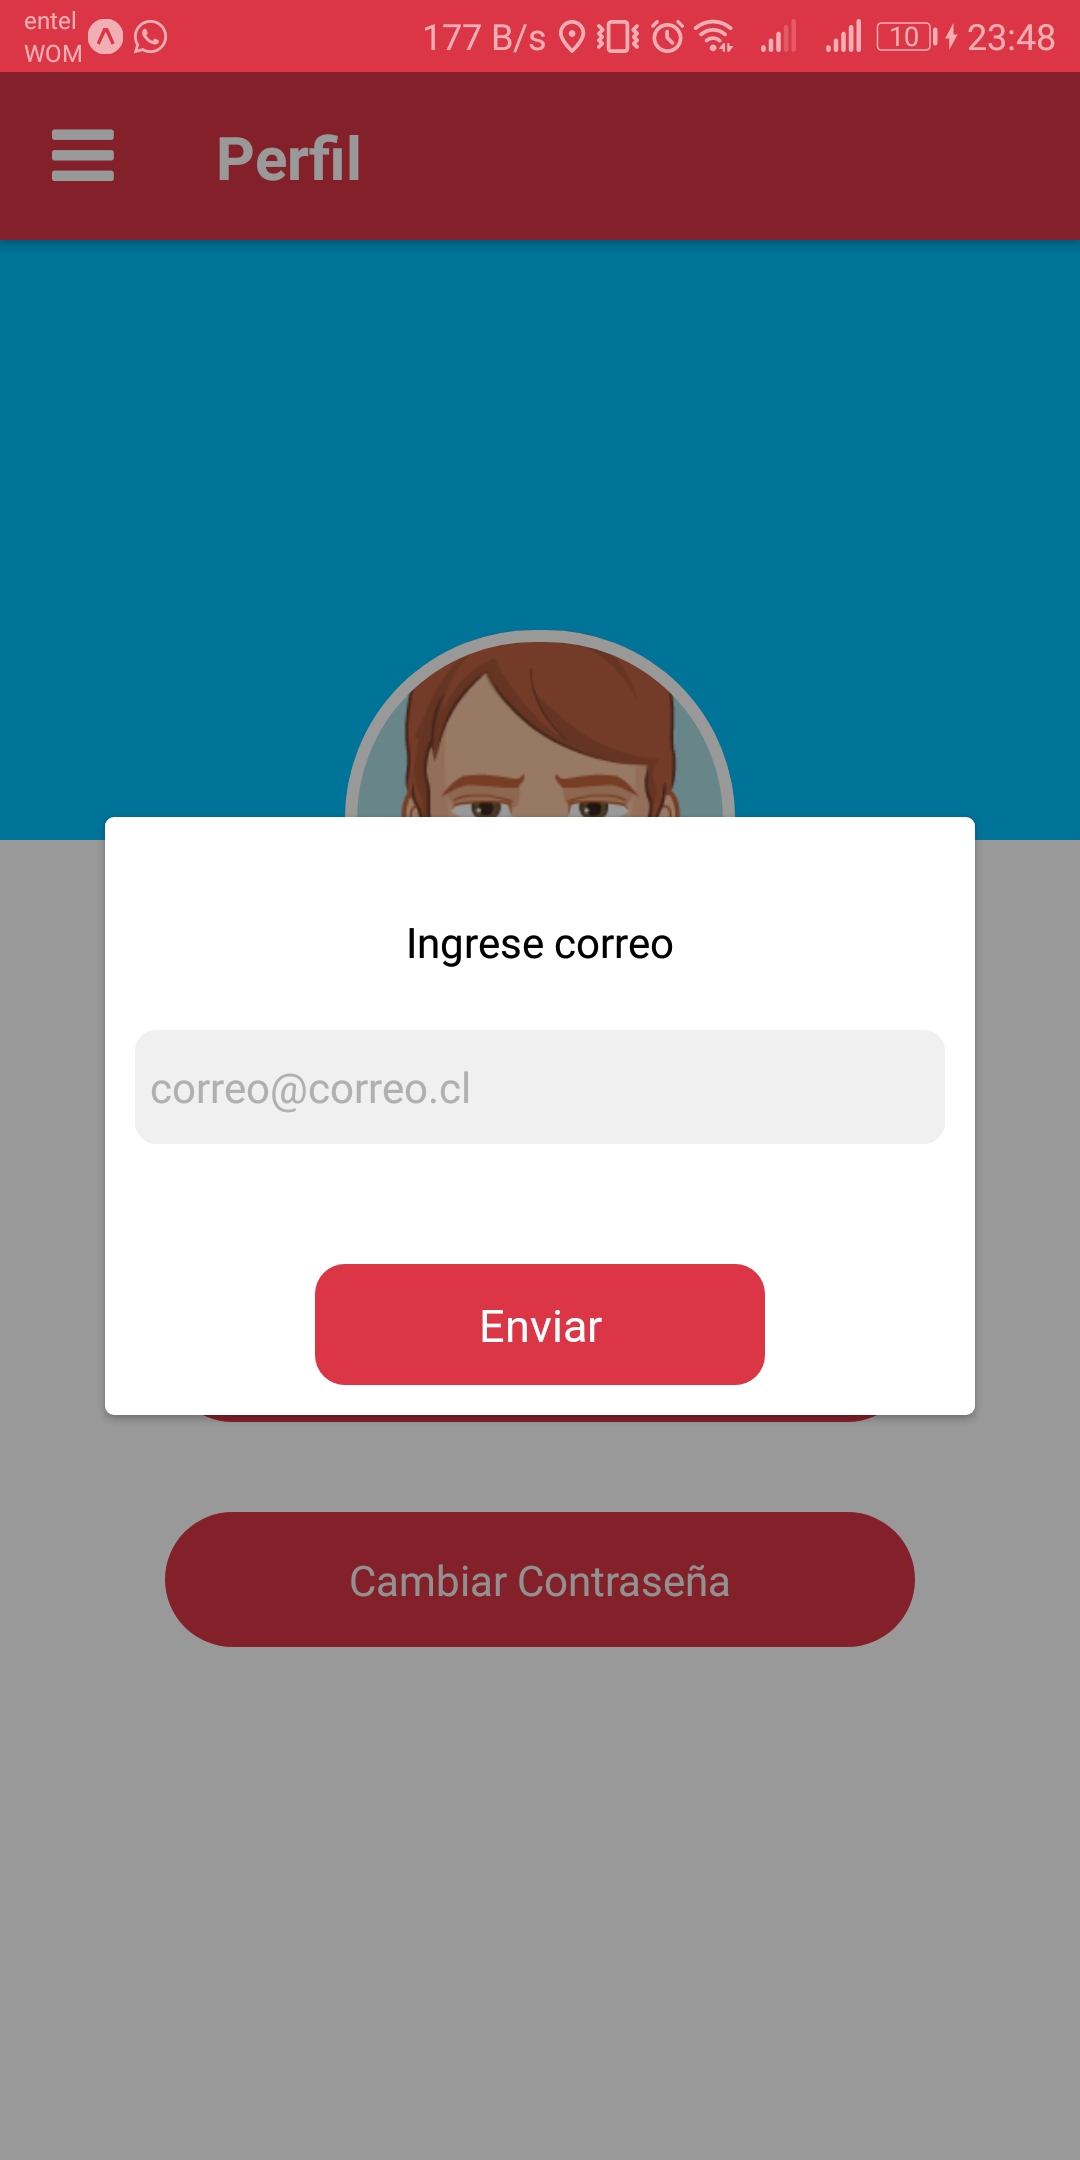 entel
WOM
177 B/s 10 23:48
Perfil
Ingrese correo
correo@correo.cl
Enviar
Cambiar Contraseña